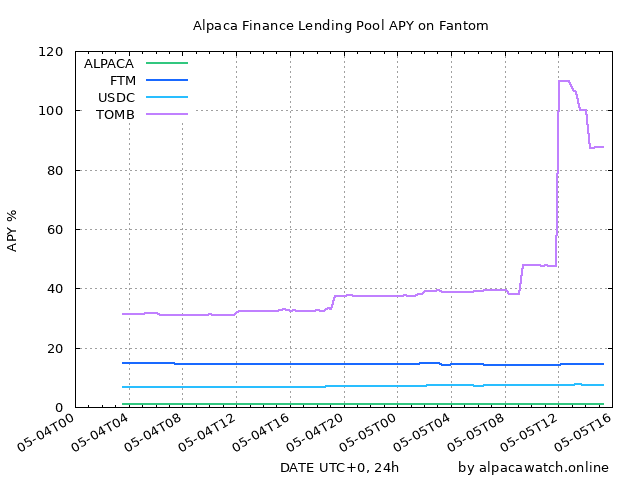 Alpaca Finance Lending Pool APY on Fantom
120
100
80
60
40
20
0
APY %
ALPACA
FTM
USDC
TOMB
05-04T00
05-04T04
05-04T08
05-04T12
05-04T16
05-04T20
05-05T00
05-05T04
05-05T08
05-05T12
05-05T16
DATE UTC+0, 24h
by alpacawatch.online